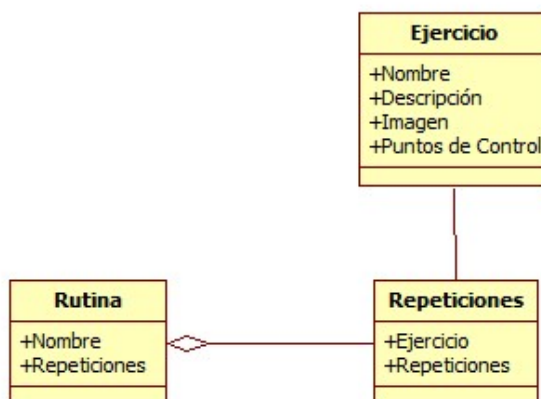 Ejercicio
+Nombre
+Descripción
+Imagen
+Puntos de Control
Rutina
+Nombre
+Repeticiones
Repeticiones
+Ejercicio
+Repeticiones